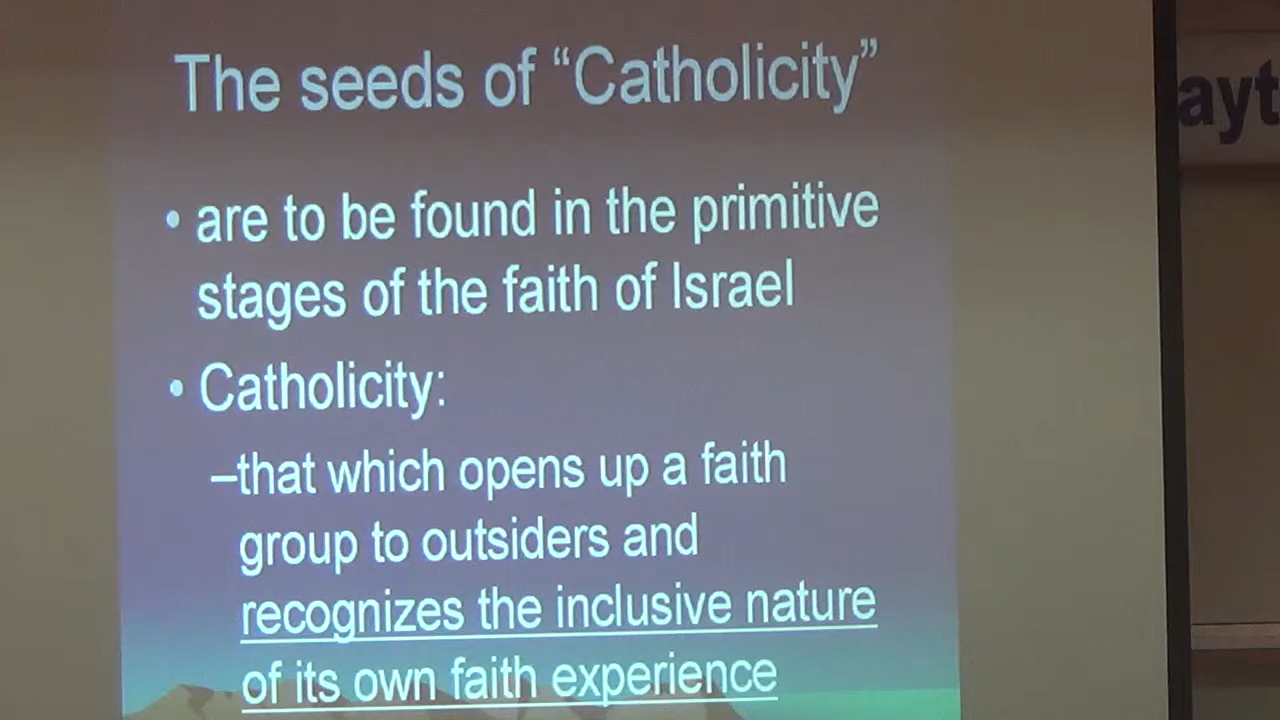 The seeds of “Catholicity”
• are to be found in the primitive
stages of the faith of Israel
• Catholicity:
–that which opens up a faith
group to outsiders and
recognizes the inclusive nature
of its own faith experience
ayt